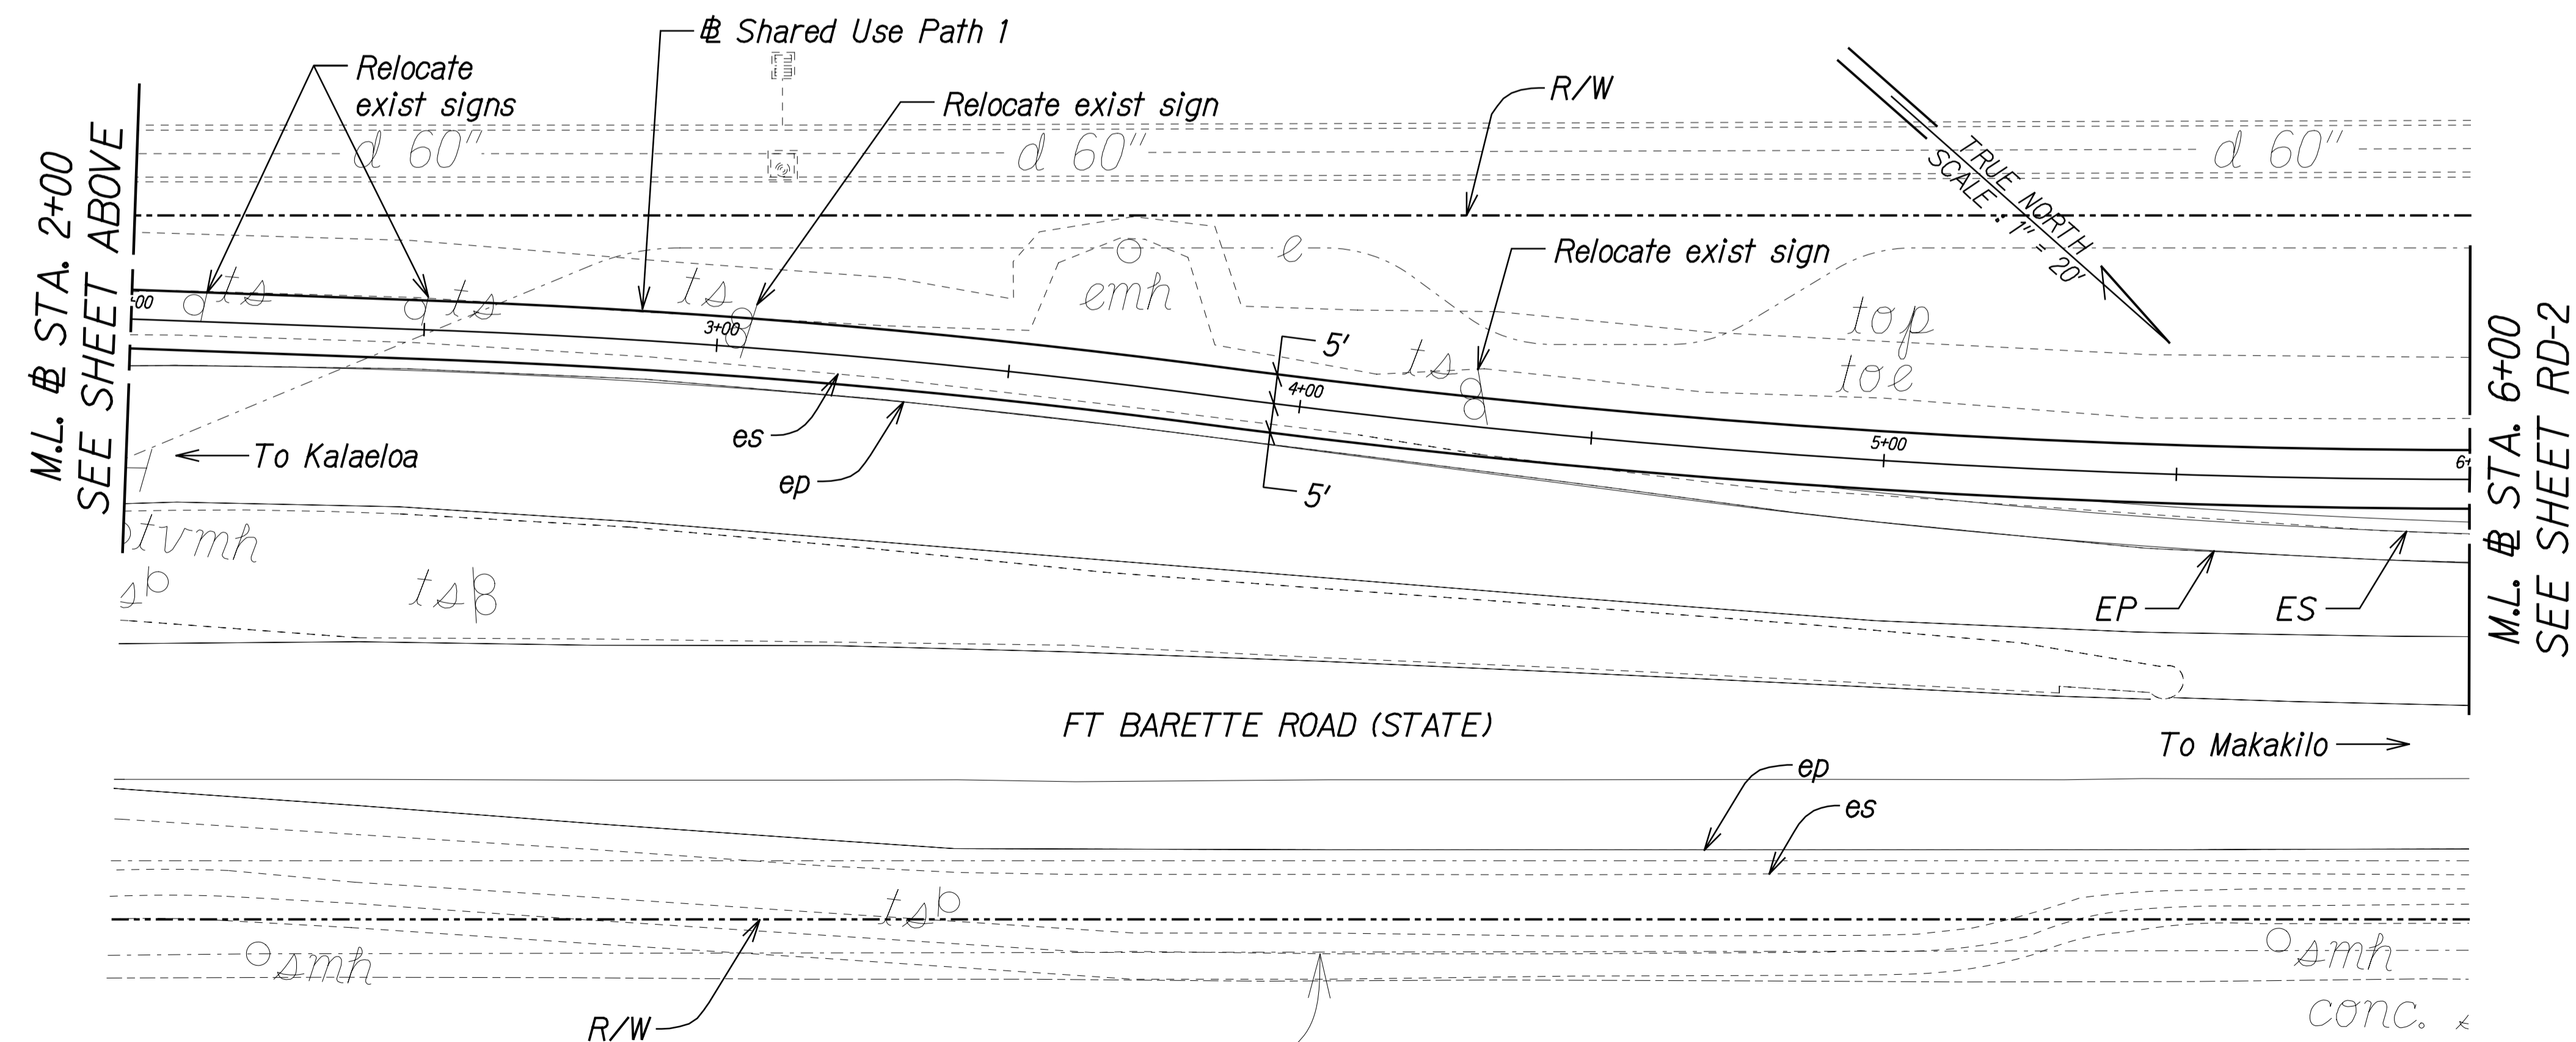 ℄ Shared Use Path 1
Relocate
exist signs
Relocate exist sign
R/W
d 60"
d 60"
d 60"
TRUE NORTH
SCALE : 1" = 20'
M.L. ℄ STA. 2+00
SEE SHEET ABOVE
e
Relocate exist sign
ts
ts
ts
emh
top
+00
3+00
5'
ts
toe
4+00
M.L. ℄ STA. 6+00
SEE SHEET RD-2
es
To Kalaeloa
5+00
6+
ep
5'
tvmh
ts
EP
ES
FT BARETTE ROAD (STATE)
To Makakilo
ep
es
ts
smh
smh
R/W
conc.